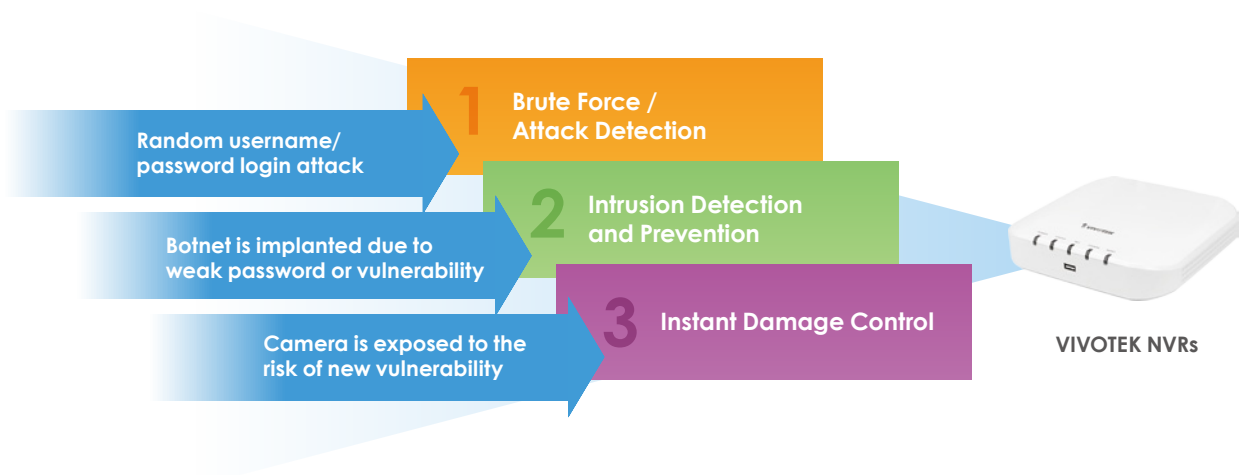 1
Brute Force /
Attack Detection
Random username/
password login attack
2
Intrusion Detection
and Prevention
Botnet is implanted due to
weak password or vulnerability
3
Instant Damage Control
Camera is exposed to the
risk of new vulnerability
VIVOTEK NVRs